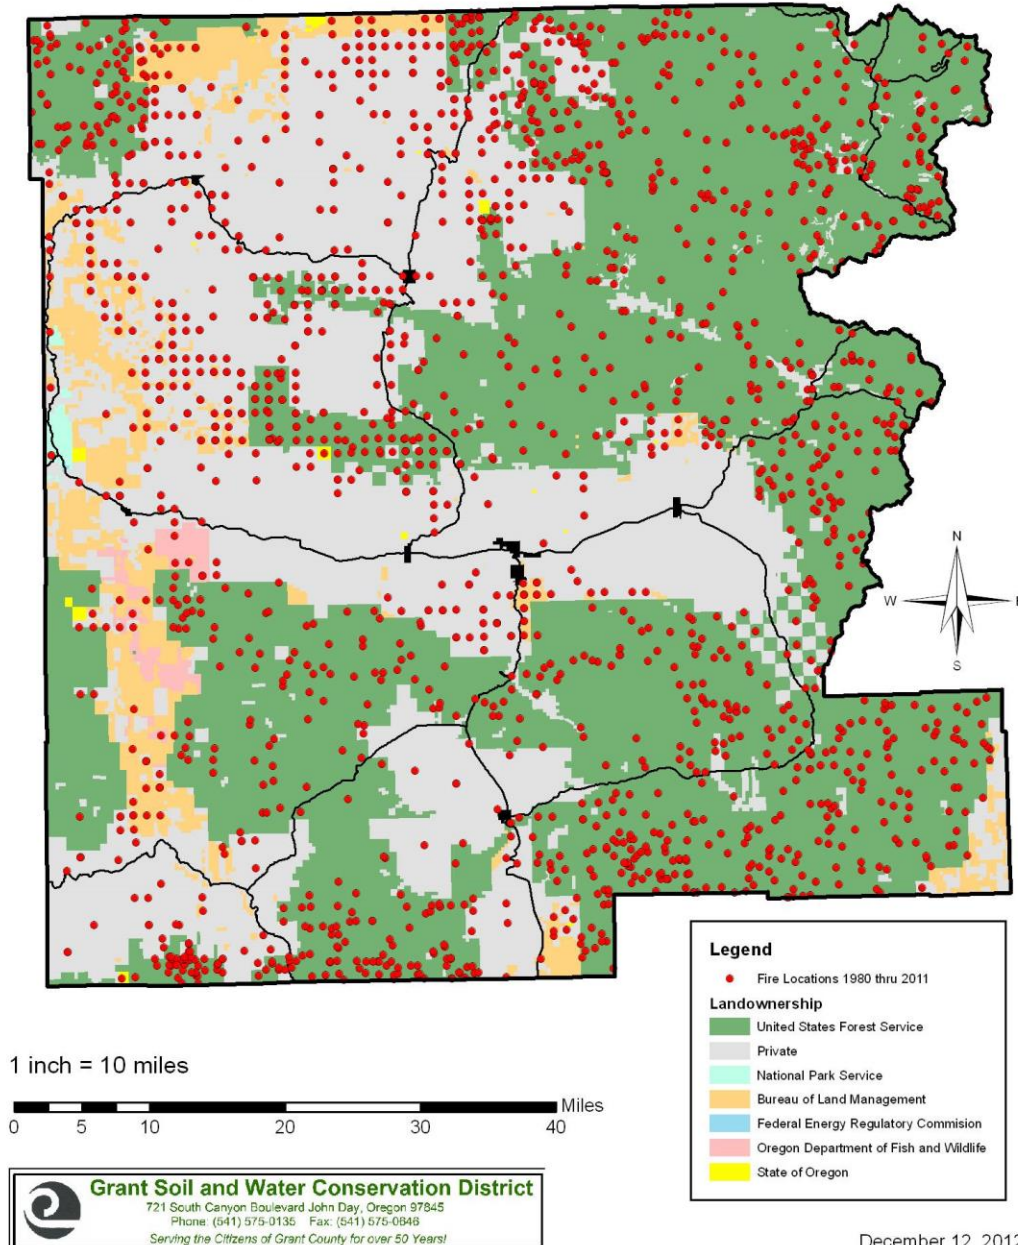 N
W
E
S
Legend
Fire Locations 1980 thru 2011
Landownership
United States Forest Service
Private
National Park Service
Bureau of Land Management
Federal Energy Regulatory Commision
Oregon Department of Fish and Wildlife
State of Oregon
1 inch = 10 miles
Miles
0 5 10 20 30 40
Grant Soil and Water Conservation District
721 South Canyon Boulevard John Day, Oregon 97845
Phone: (541) 575-0135 Fax: (541) 575-0646
Serving the Citizens of Grant County for over 50 Years!
December 12, 2012